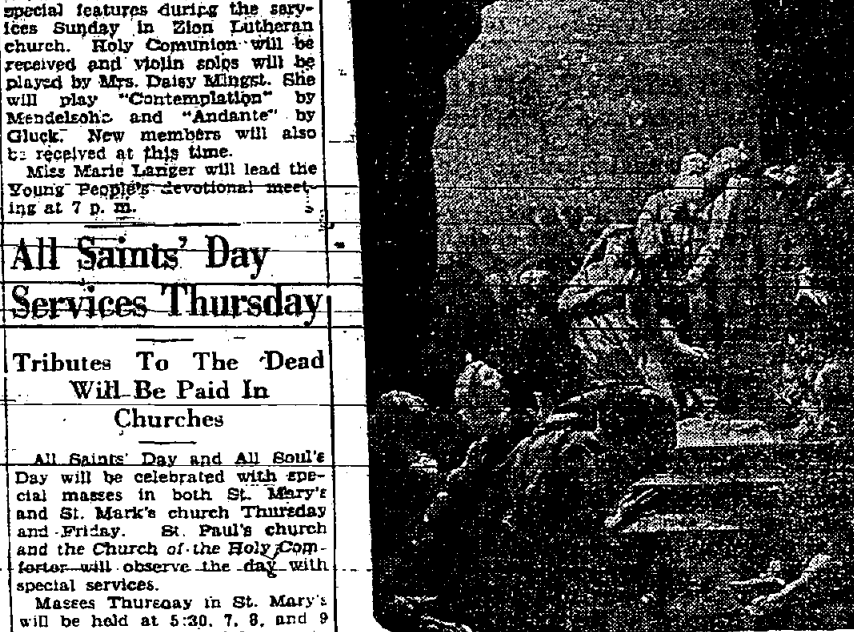 special features during the serv-
ices Sunday in Zion Lutheran
church. Holy Comunion will be
received and violin solos will be
played by Mrs. Daisy Mingst. She
will play "Contemplation" by
Mendelsohn and "Andante" by
Gluck. New members will also
be received at this time.
Miss Marie Langer will lead the
Young People's devotional meet-
ing at 7 p. m.
All Saints' Day
Services Thursday
Tributes To The Dead
Will Be Paid In
Churches
All Saints' Day and All Soul's
Day will be celebrated with spe-
cial masses in both St. Mary's
and St. Mark's church Thursday
and Friday. St. Paul's church
and the Church of the Holy Com-
forter will observe the day with
special services.
Masses Thursday in St. Mary's
will be held at 5:30, 7, 8, and 9